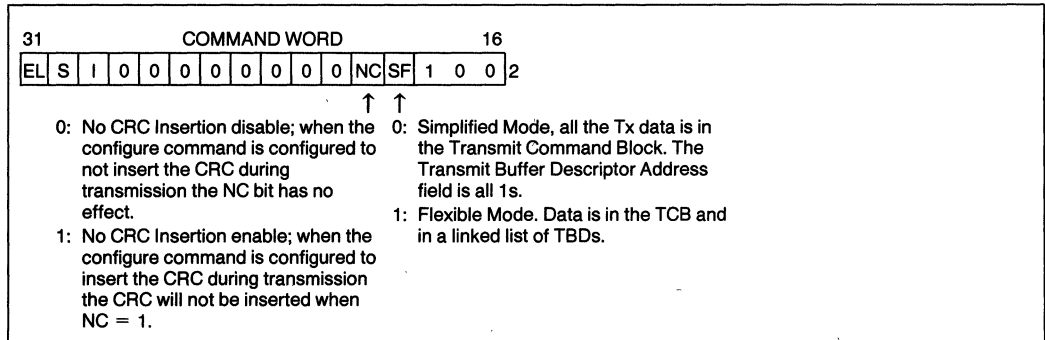 31 COMMAND WORD 16
EL S I 0 0 0 0 0 0 0 0 NC SF 1 0 0 2
↑ ↑
0: No CRC Insertion disable; when the
configure command is configured to
not insert the CRC during
transmission the NC bit has no
effect.
1: No CRC Insertion enable; when the
configure command is configured to
insert the CRC during transmission
the CRC will not be inserted when
NC = 1.
0: Simplified Mode, all the Tx data is in
the Transmit Command Block. The
Transmit Buffer Descriptor Address
field is all 1s.
1: Flexible Mode. Data is in the TCB and
in a linked list of TBDs.